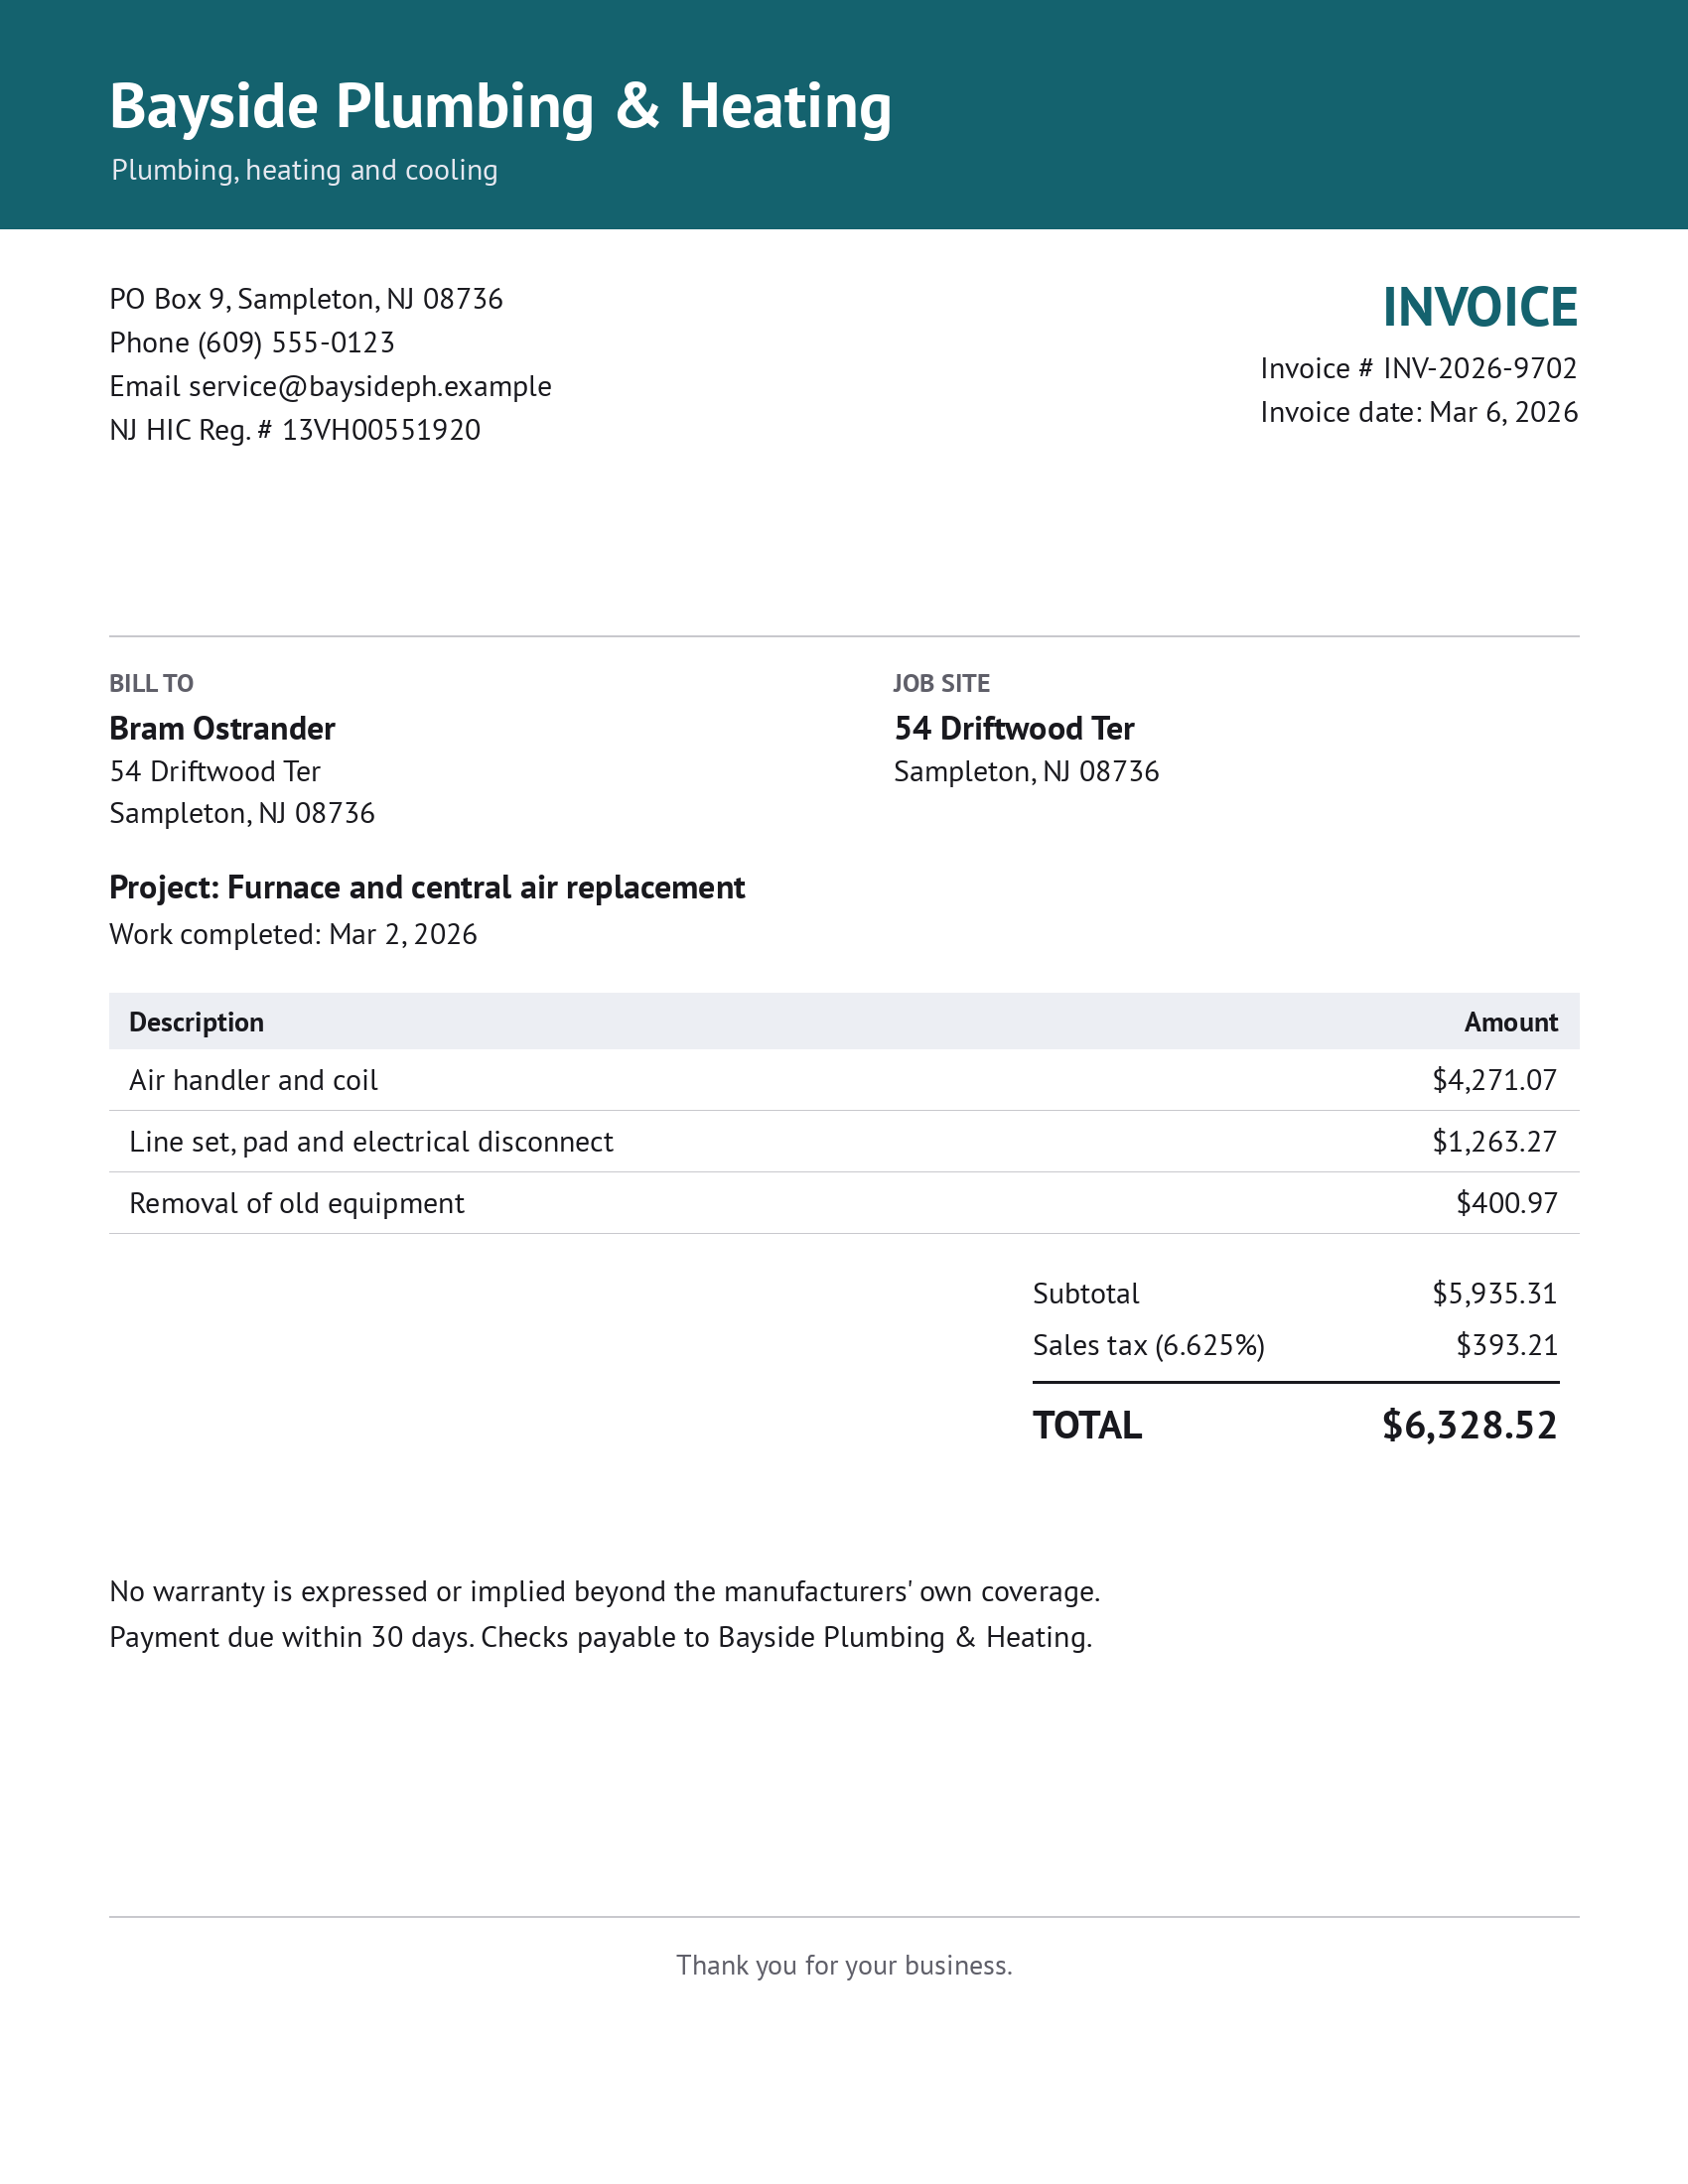 Bayside Plumbing & Heating
Plumbing, heating and cooling
PO Box 9, Sampleton, NJ 08736
Phone (609) 555-0123
Email service@baysideph.example
NJ HIC Reg. # 13VH00551920
INVOICE
Invoice # INV-2026-9702
Invoice date: Mar 6, 2026
BILL TO
Bram Ostrander
54 Driftwood Ter
Sampleton, NJ 08736
JOB SITE
54 Driftwood Ter
Sampleton, NJ 08736
Project: Furnace and central air replacement
Work completed: Mar 2, 2026
Description Amount
Air handler and coil $4,271.07
Line set, pad and electrical disconnect $1,263.27
Removal of old equipment $400.97
Subtotal $5,935.31
Sales tax (6.625%) $393.21
TOTAL $6,328.52
No warranty is expressed or implied beyond the manufacturers' own coverage.
Payment due within 30 days. Checks payable to Bayside Plumbing & Heating.
Thank you for your business.